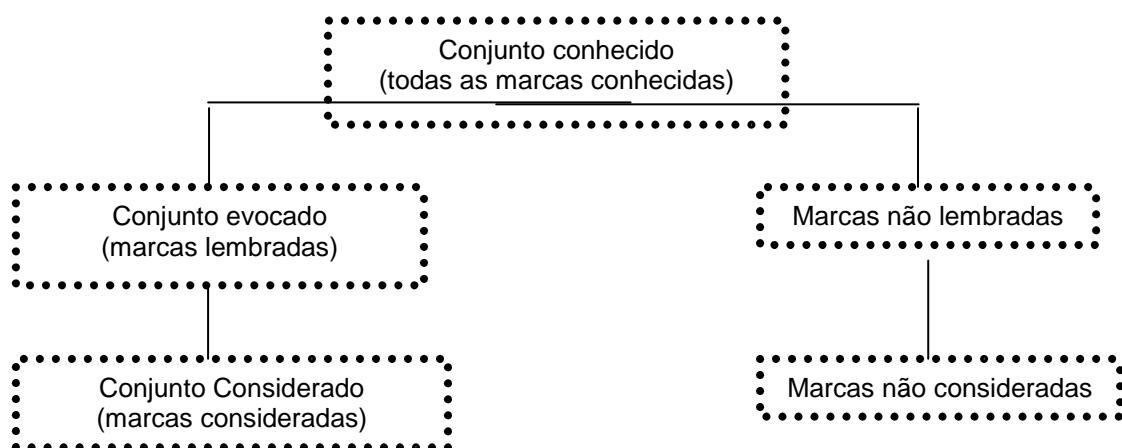 Conjunto conhecido
(todas as marcas conhecidas)
Conjunto evocado
(marcas lembradas)
Marcas não lembradas
Conjunto Considerado
(marcas consideradas)
Marcas não consideradas